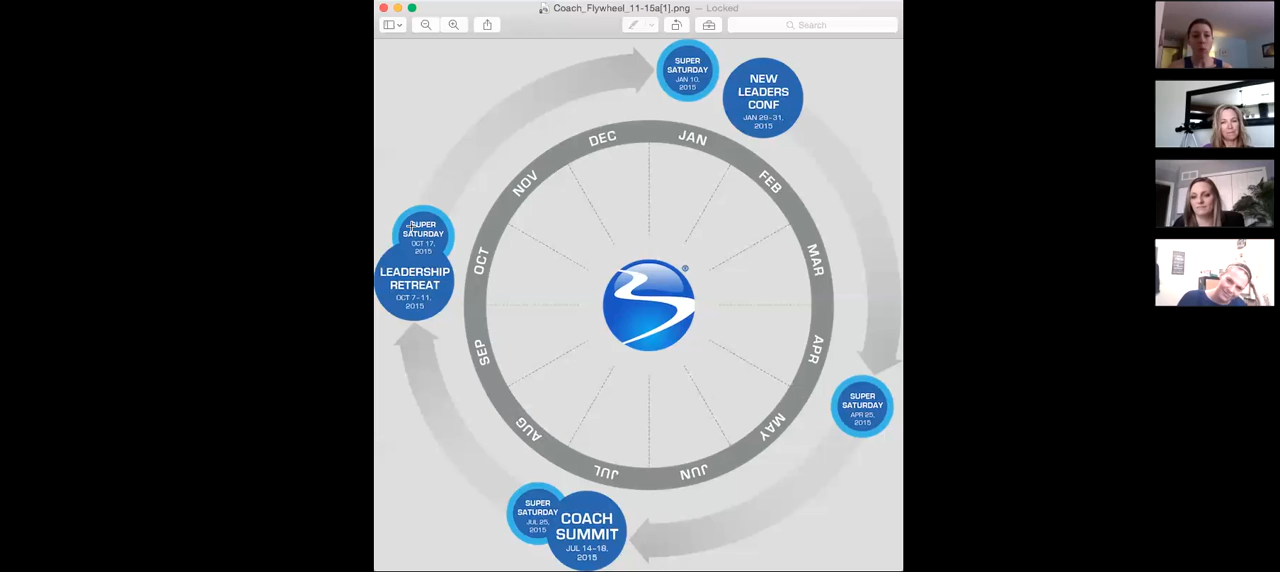 Coach_Flywheel_11-15a[1].png — Locked
Search
SUPER
SATURDAY
JAN 10,
2015
NEW
LEADERS
CONF
JAN 29-31,
2015
DEC
JAN
NOV
FEB
SUPER
SATURDAY
OCT 17,
2015
LEADERSHIP
RETREAT
OCT 7-11,
2015
OCT
MAR
®
SEP
APR
SUPER
SATURDAY
APR 25,
2015
AUG
MAY
JUL
JUN
SUPER
SATURDAY
JUL 25,
2015
COACH
SUMMIT
JUL 14-18,
2015